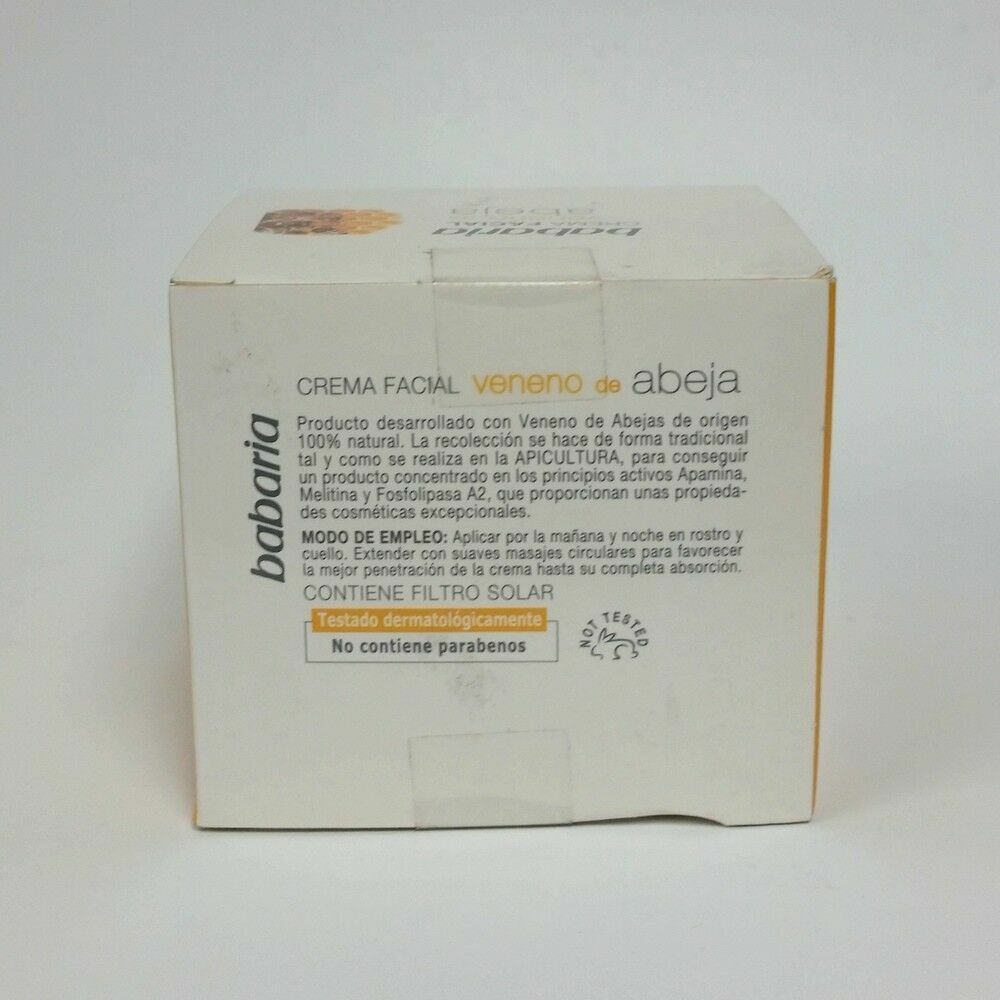 babaria
CREMA FACIAL
abeja
CREMA FACIAL veneno de abeja
babaria
Producto desarrollado con Veneno de Abejas de origen
100% natural. La recolección se hace de forma tradicional
tal y como se realiza en la APICULTURA, para conseguir
un producto concentrado en los principios activos Apamina,
Melitina y Fosfolipasa A2, que proporcionan unas propieda-
des cosméticas excepcionales.
MODO DE EMPLEO: Aplicar por la mañana y noche en rostro y
cuello. Extender con suaves masajes circulares para favorecer
la mejor penetración de la crema hasta su completa absorción.
CONTIENE FILTRO SOLAR
Testado dermatológicamente
No contiene parabenos
NOT TESTED